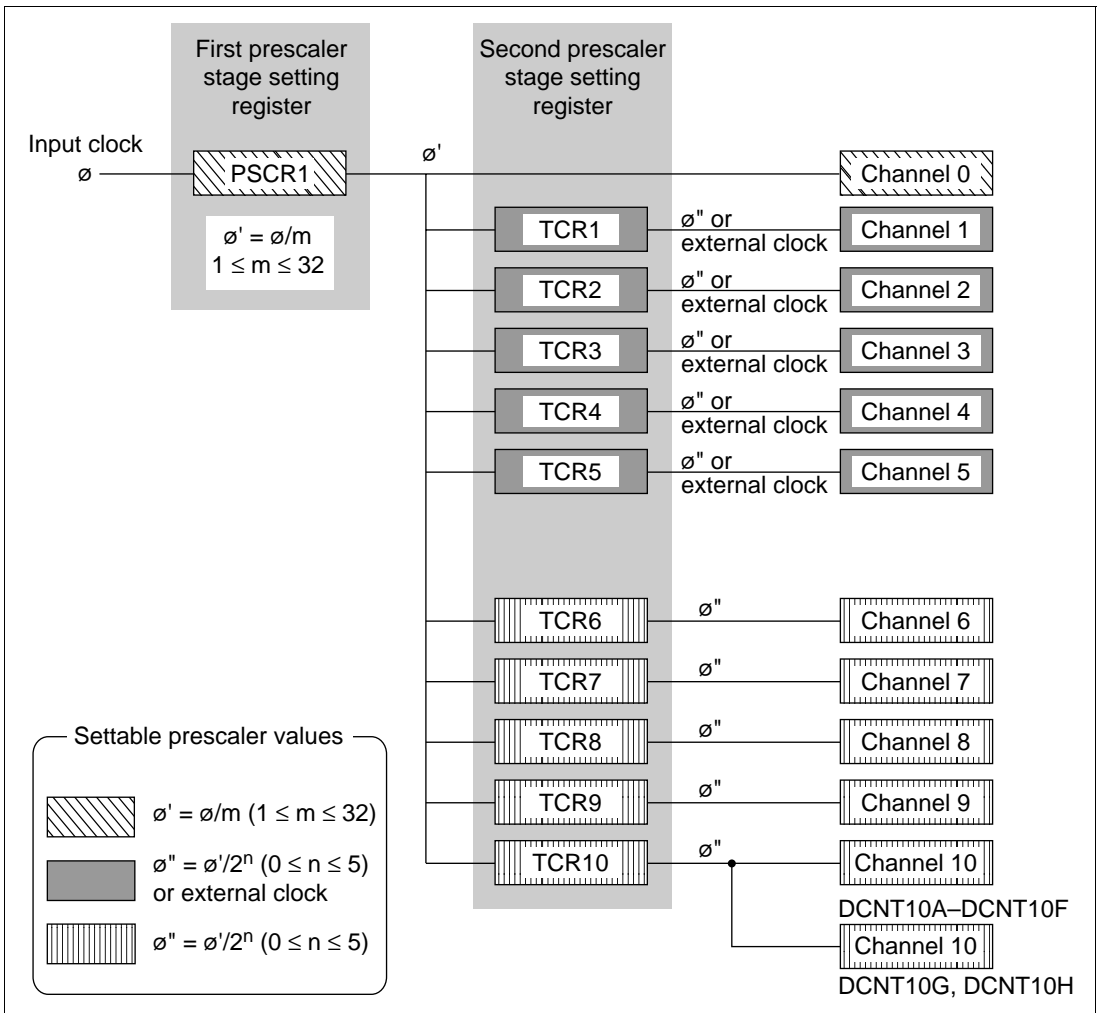 First prescaler
stage setting
register
Second prescaler
stage setting
register
Input clock
ø
PSCR1
ø'
Channel 0
ø' = ø/m
1 ≤ m ≤ 32
TCR1
ø" or
external clock
Channel 1
TCR2
ø" or
external clock
Channel 2
TCR3
ø" or
external clock
Channel 3
TCR4
ø" or
external clock
Channel 4
TCR5
ø" or
external clock
Channel 5
TCR6
ø"
Channel 6
TCR7
ø"
Channel 7
TCR8
ø"
Channel 8
TCR9
ø"
Channel 9
TCR10
ø"
Channel 10
DCNT10A–DCNT10F
Channel 10
DCNT10G, DCNT10H
Settable prescaler values
ø' = ø/m (1 ≤ m ≤ 32)
ø" = ø'/2ⁿ (0 ≤ n ≤ 5)
or external clock
ø" = ø'/2ⁿ (0 ≤ n ≤ 5)